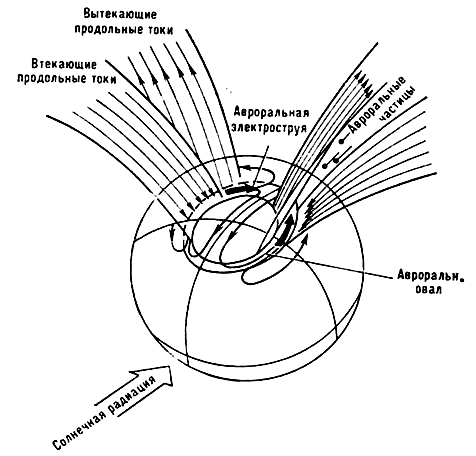 Вытекающие
продольные токи
Втекающие
продольные токи
Авроральная
электроструя
Авроральные
частицы
Авроральн.
овал
Солнечная радиация